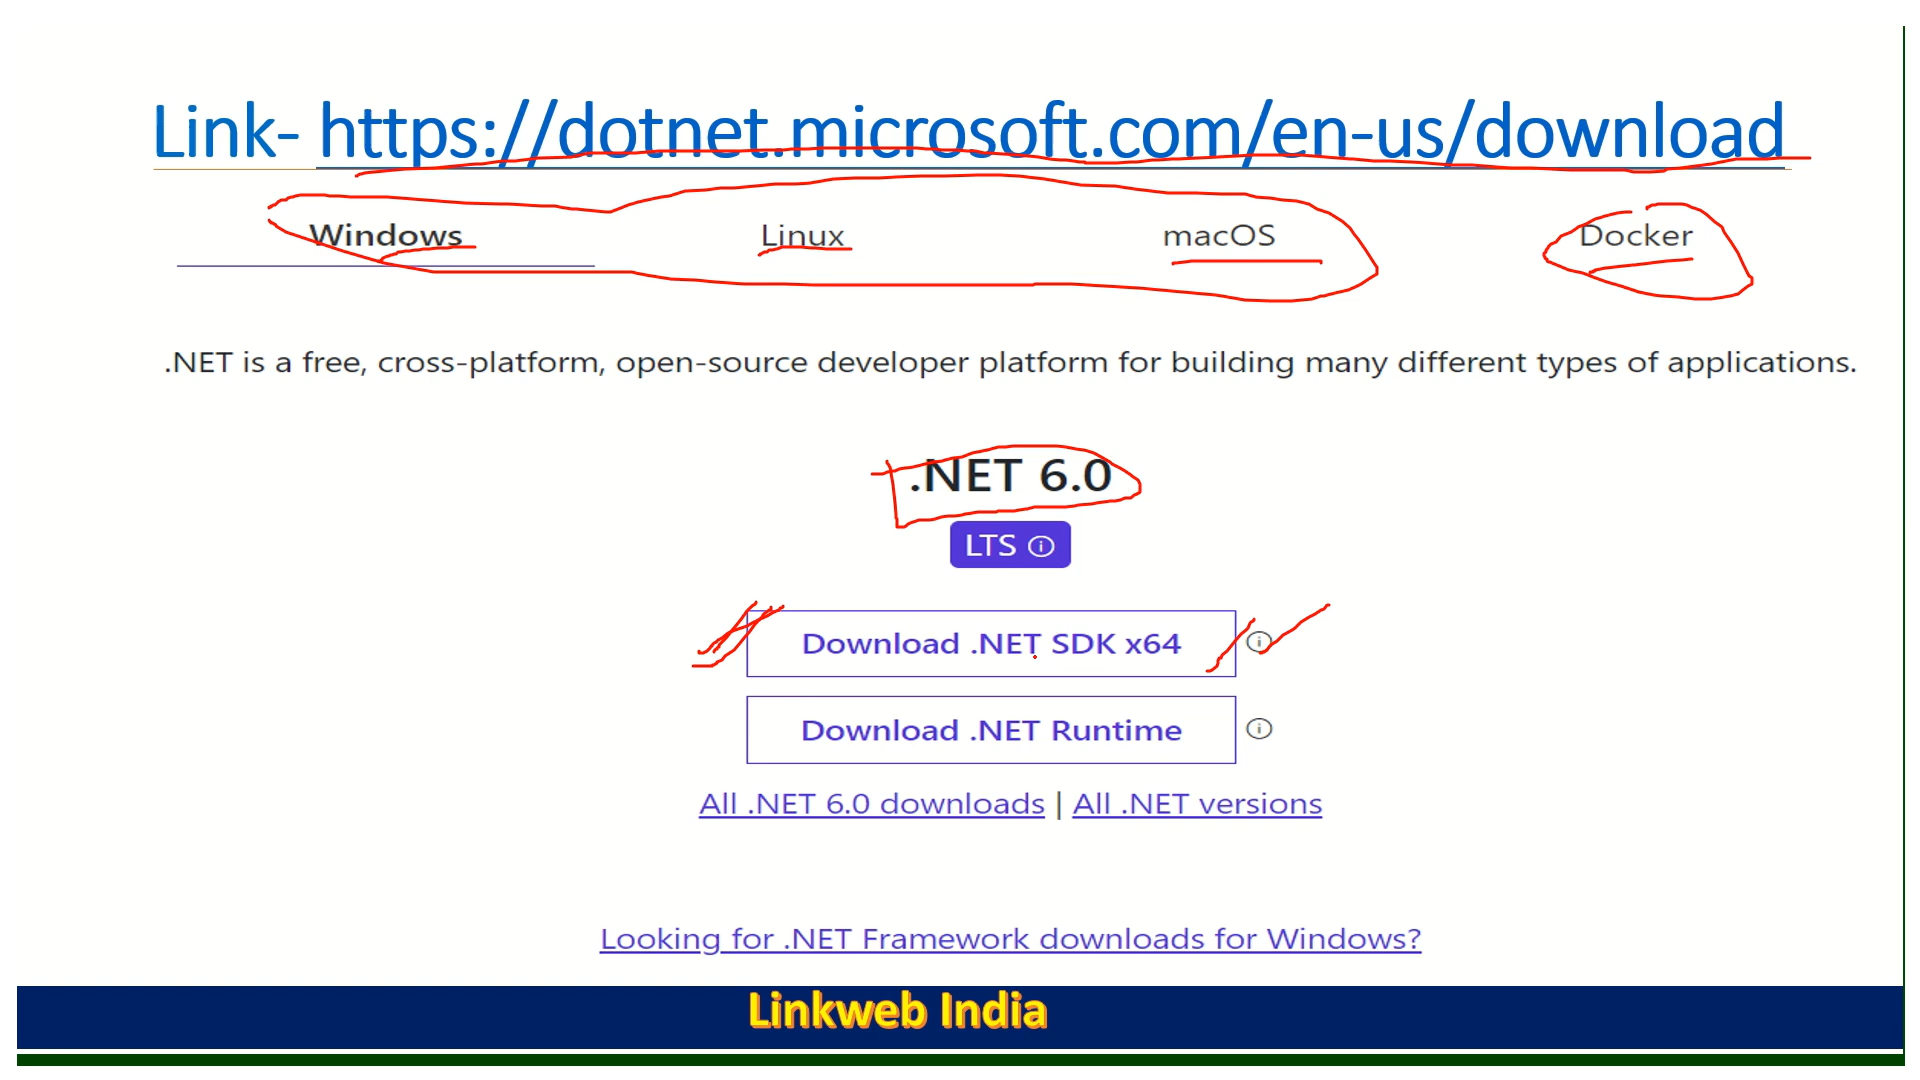 Link- https://dotnet.microsoft.com/en-us/download
Windows Linux macOS Docker
.NET is a free, cross-platform, open-source developer platform for building many different types of applications.
.NET 6.0
LTS
Download .NET SDK x64
Download .NET Runtime
All .NET 6.0 downloads | All .NET versions
Looking for .NET Framework downloads for Windows?
Linkweb India